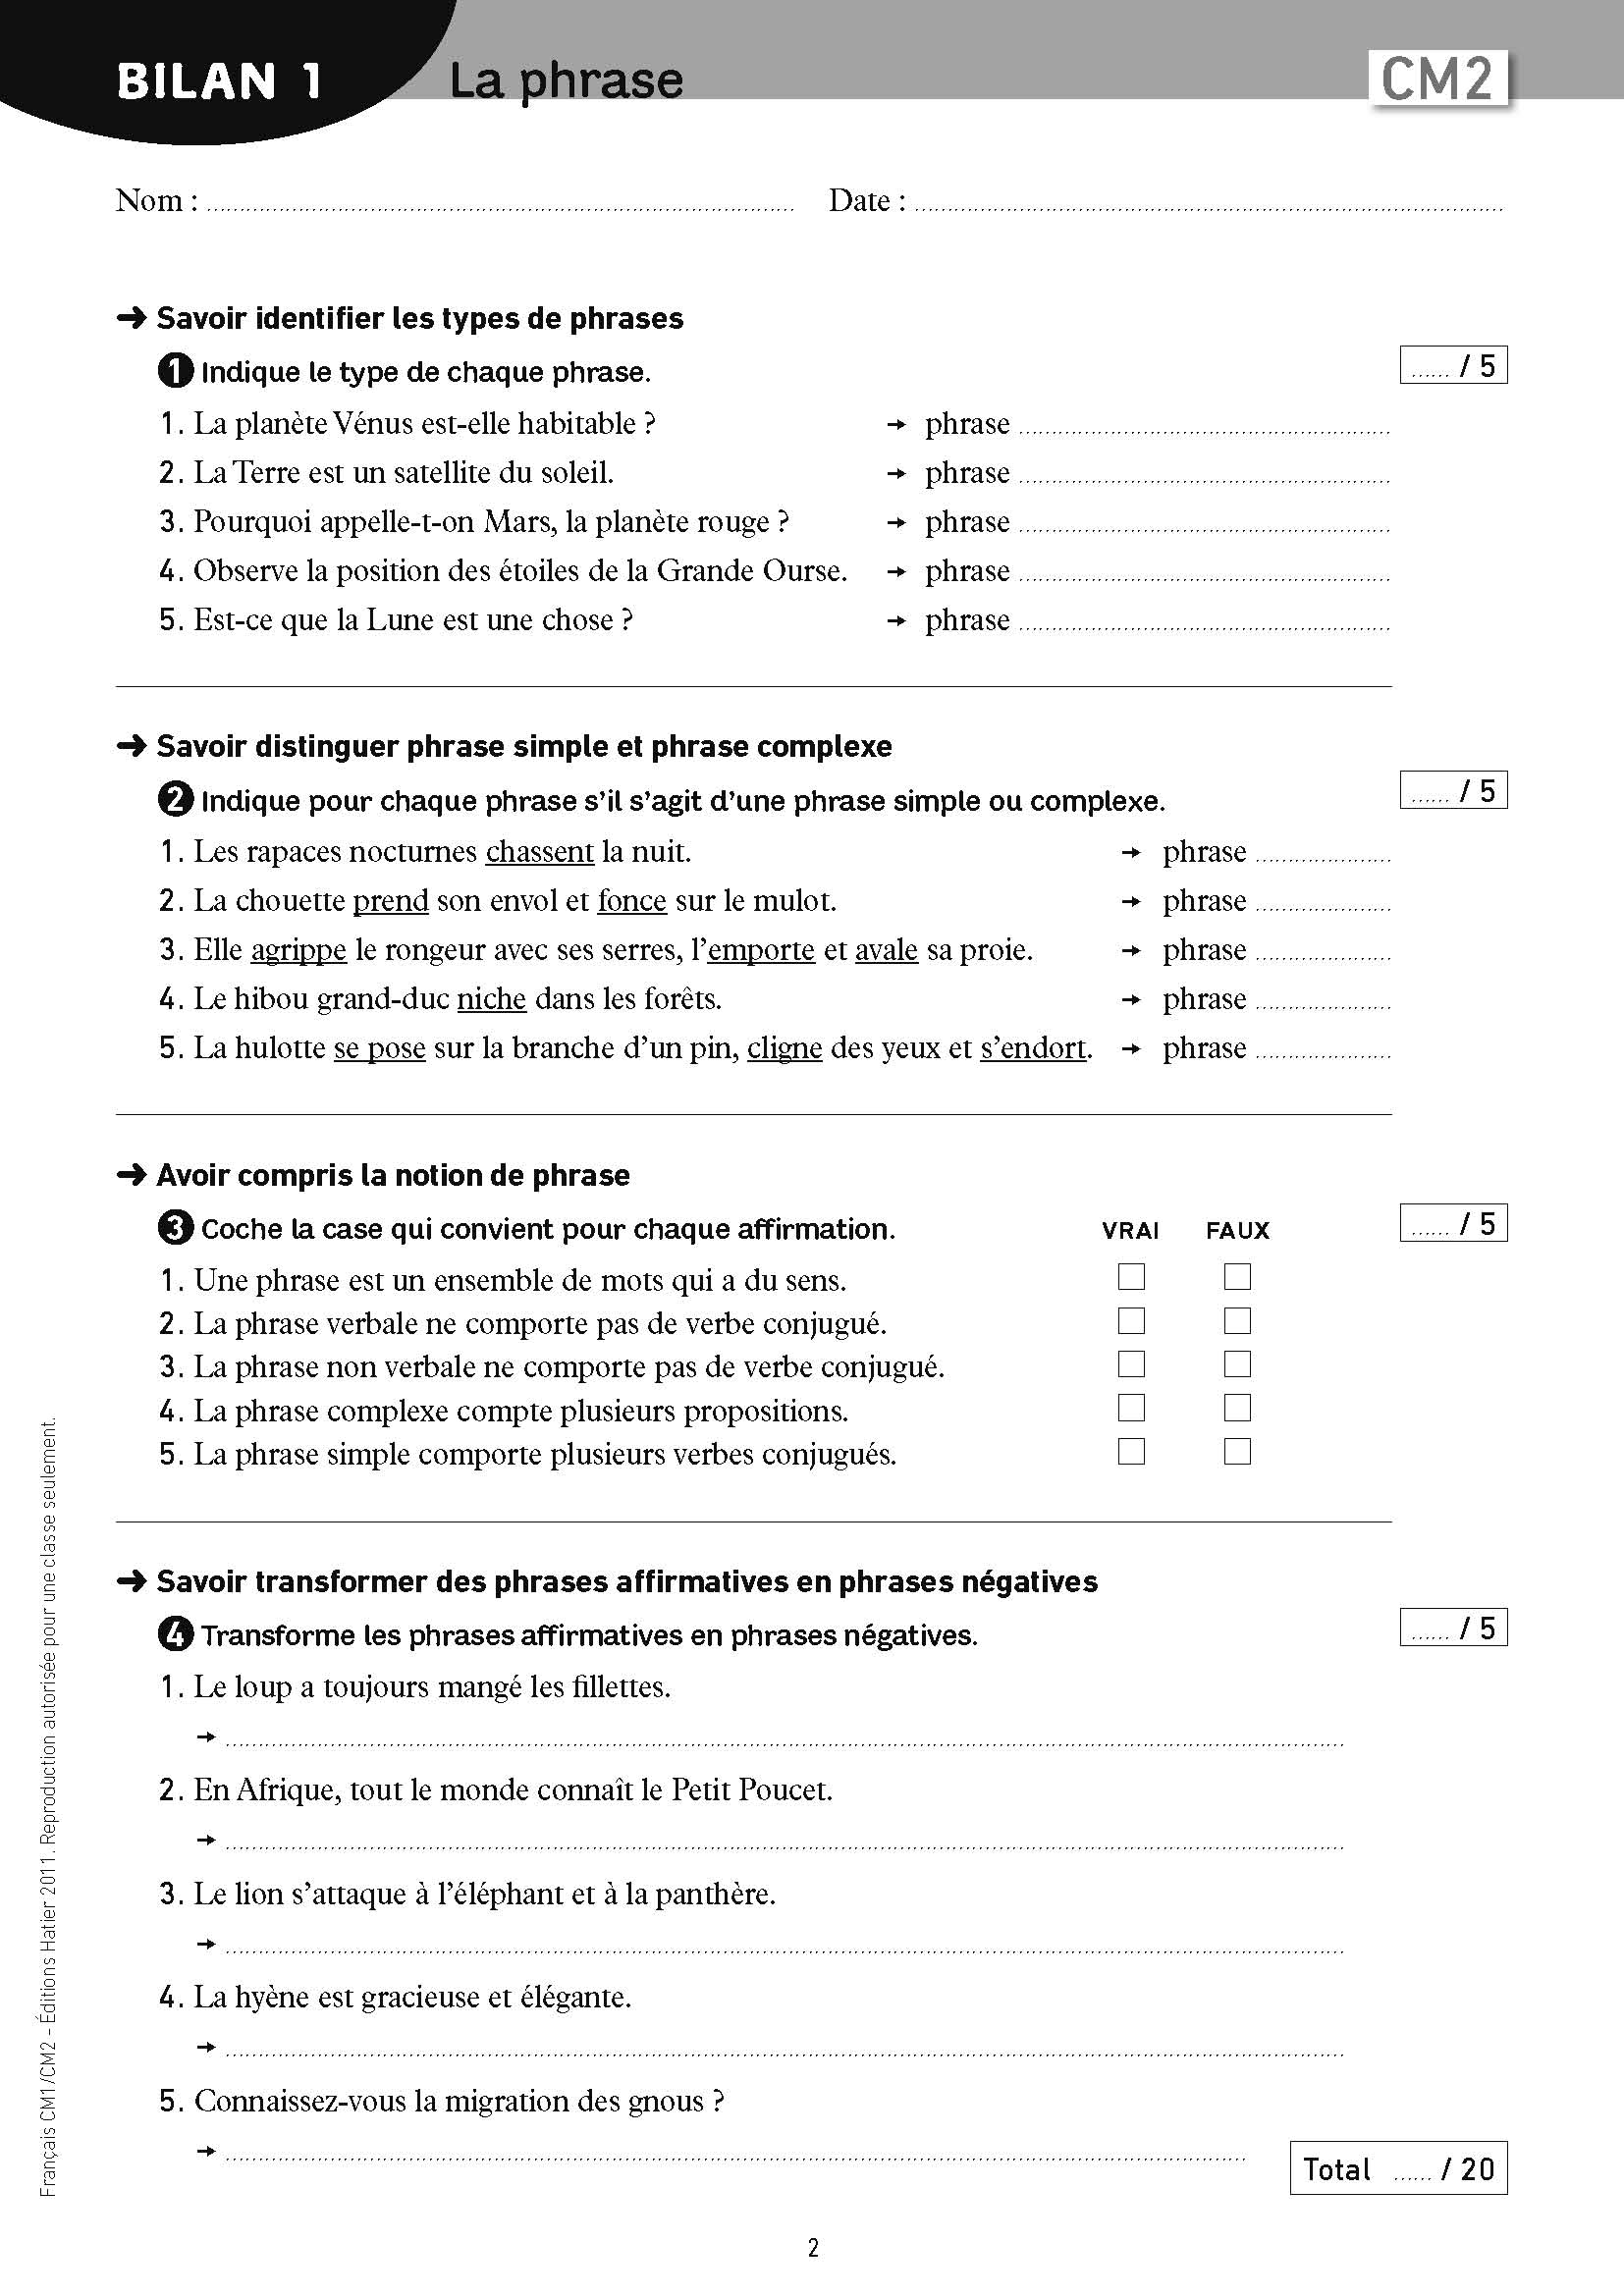 BILAN 1 La phrase CM2
Nom : ........ Date : ........
➜ Savoir identifier les types de phrases
1 Indique le type de chaque phrase. ...... / 5
1. La planète Vénus est-elle habitable ? ➞ phrase ........
2. La Terre est un satellite du soleil. ➞ phrase ........
3. Pourquoi appelle-t-on Mars, la planète rouge ? ➞ phrase ........
4. Observe la position des étoiles de la Grande Ourse. ➞ phrase ........
5. Est-ce que la Lune est une chose ? ➞ phrase ........
➜ Savoir distinguer phrase simple et phrase complexe
2 Indique pour chaque phrase s’il s’agit d’une phrase simple ou complexe. ...... / 5
1. Les rapaces nocturnes chassent la nuit. ➞ phrase ........
2. La chouette prend son envol et fonce sur le mulot. ➞ phrase ........
3. Elle agrippe le rongeur avec ses serres, l’emporte et avale sa proie. ➞ phrase ........
4. Le hibou grand-duc niche dans les forêts. ➞ phrase ........
5. La hulotte se pose sur la branche d’un pin, cligne des yeux et s’endort. ➞ phrase ........
➜ Avoir compris la notion de phrase
3 Coche la case qui convient pour chaque affirmation. VRAI FAUX ...... / 5
1. Une phrase est un ensemble de mots qui a du sens.
2. La phrase verbale ne comporte pas de verbe conjugué.
3. La phrase non verbale ne comporte pas de verbe conjugué.
4. La phrase complexe compte plusieurs propositions.
5. La phrase simple comporte plusieurs verbes conjugués.
➜ Savoir transformer des phrases affirmatives en phrases négatives
4 Transforme les phrases affirmatives en phrases négatives. ...... / 5
1. Le loup a toujours mangé les fillettes.
➞ ........
2. En Afrique, tout le monde connaît le Petit Poucet.
➞ ........
3. Le lion s’attaque à l’éléphant et à la panthère.
➞ ........
4. La hyène est gracieuse et élégante.
➞ ........
5. Connaissez-vous la migration des gnous ?
➞ ........
Total ...... / 20
Français CM1/CM2 – Éditions Hatier 2011. Reproduction autorisée pour une classe seulement.
2